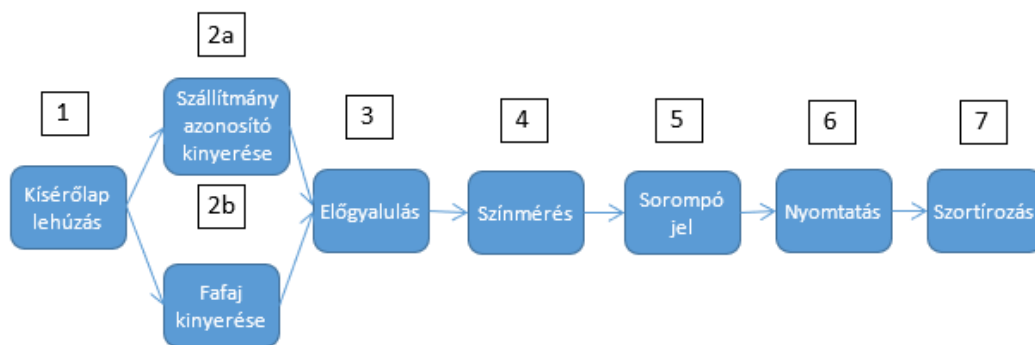 1
Kísérőlap
lehúzás
2a
Szállítmány
azonosító
kinyerése
2b
Fafaj
kinyerése
3
Előgyalulás
4
Színmérés
5
Sorompó
jel
6
Nyomtatás
7
Szortírozás